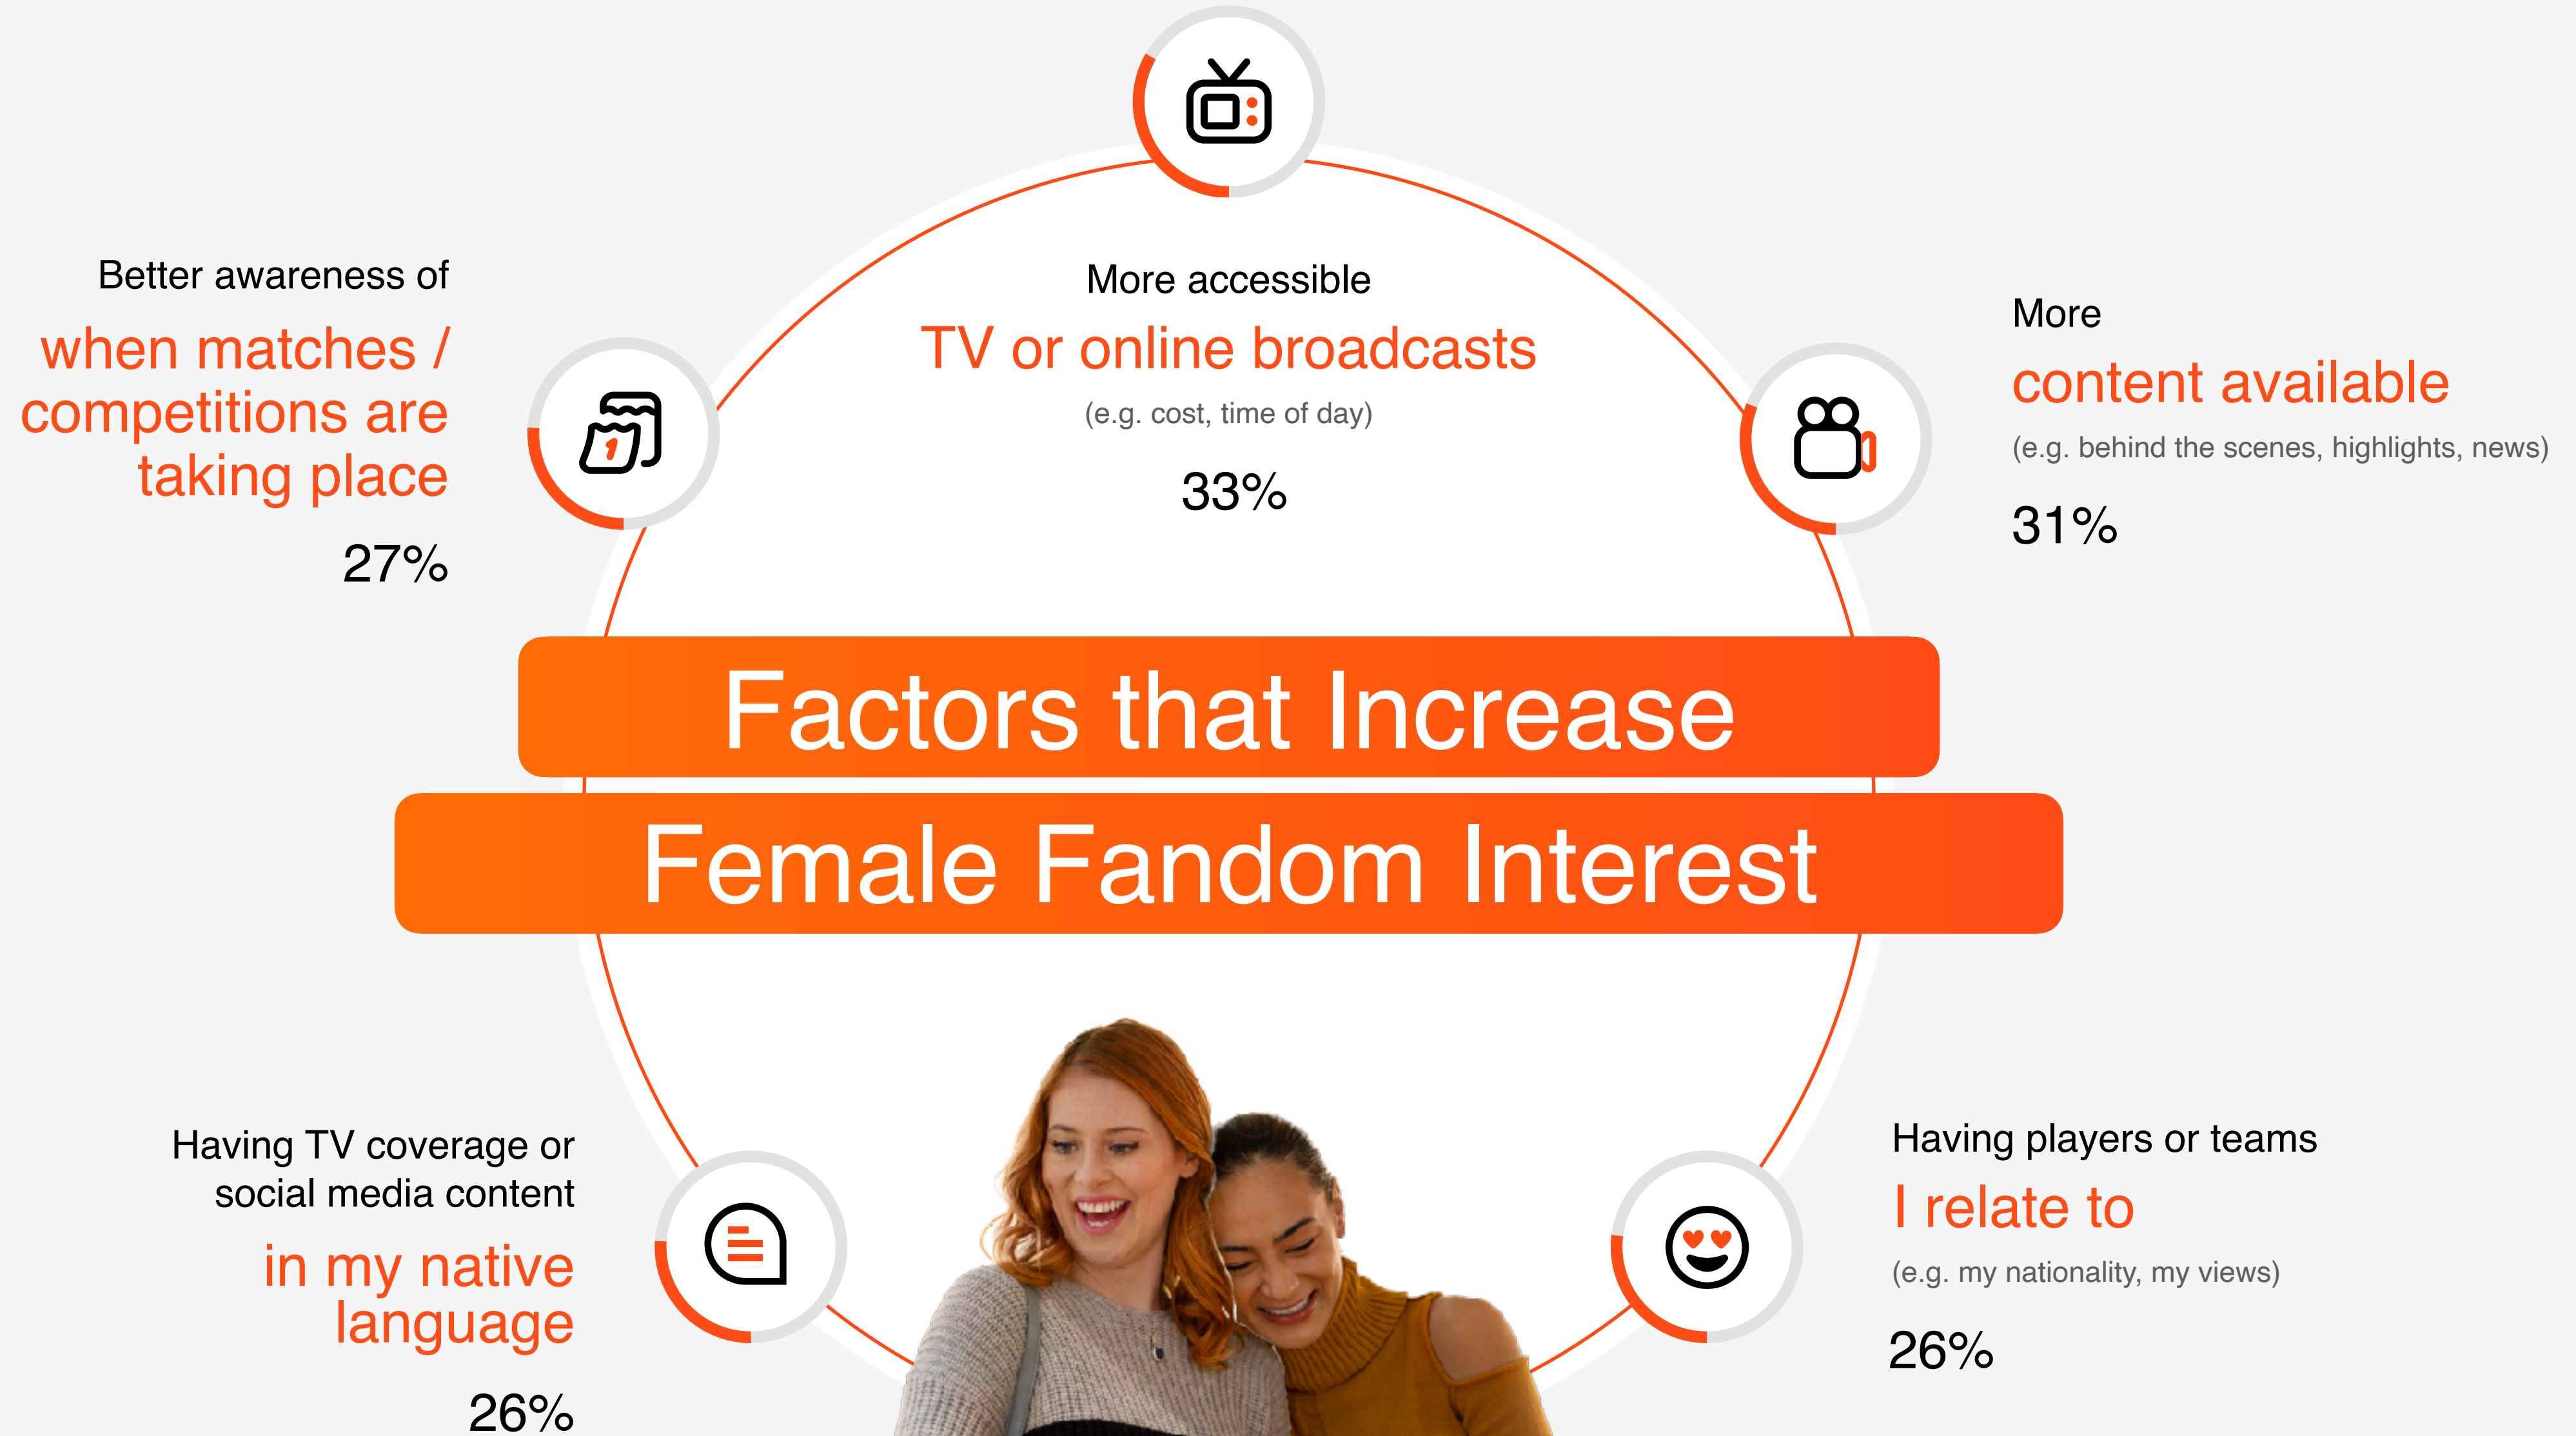 Better awareness of
when matches /
competitions are
taking place
27%
More accessible
TV or online broadcasts
(e.g. cost, time of day)
33%
More
content available
(e.g. behind the scenes, highlights, news)
31%
1
Factors that Increase
Female Fandom Interest
Having TV coverage or
social media content
in my native
language
26%
Having players or teams
I relate to
(e.g. my nationality, my views)
26%